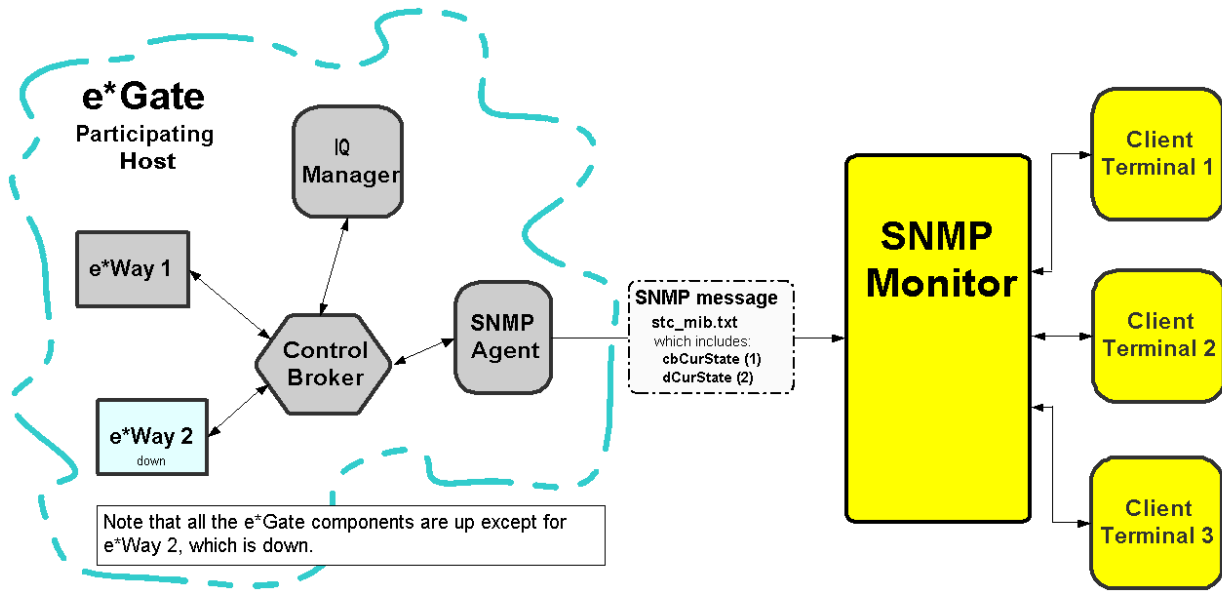 e*Gate
Participating
Host
IQ
Manager
e*Way 1
Control
Broker
SNMP
Agent
e*Way 2
down
Note that all the e*Gate components are up except for
e*Way 2, which is down.
SNMP message
stc_mib.txt
which includes:
cbCurState (1)
dCurState (2)
SNMP
Monitor
Client
Terminal 1
Client
Terminal 2
Client
Terminal 3